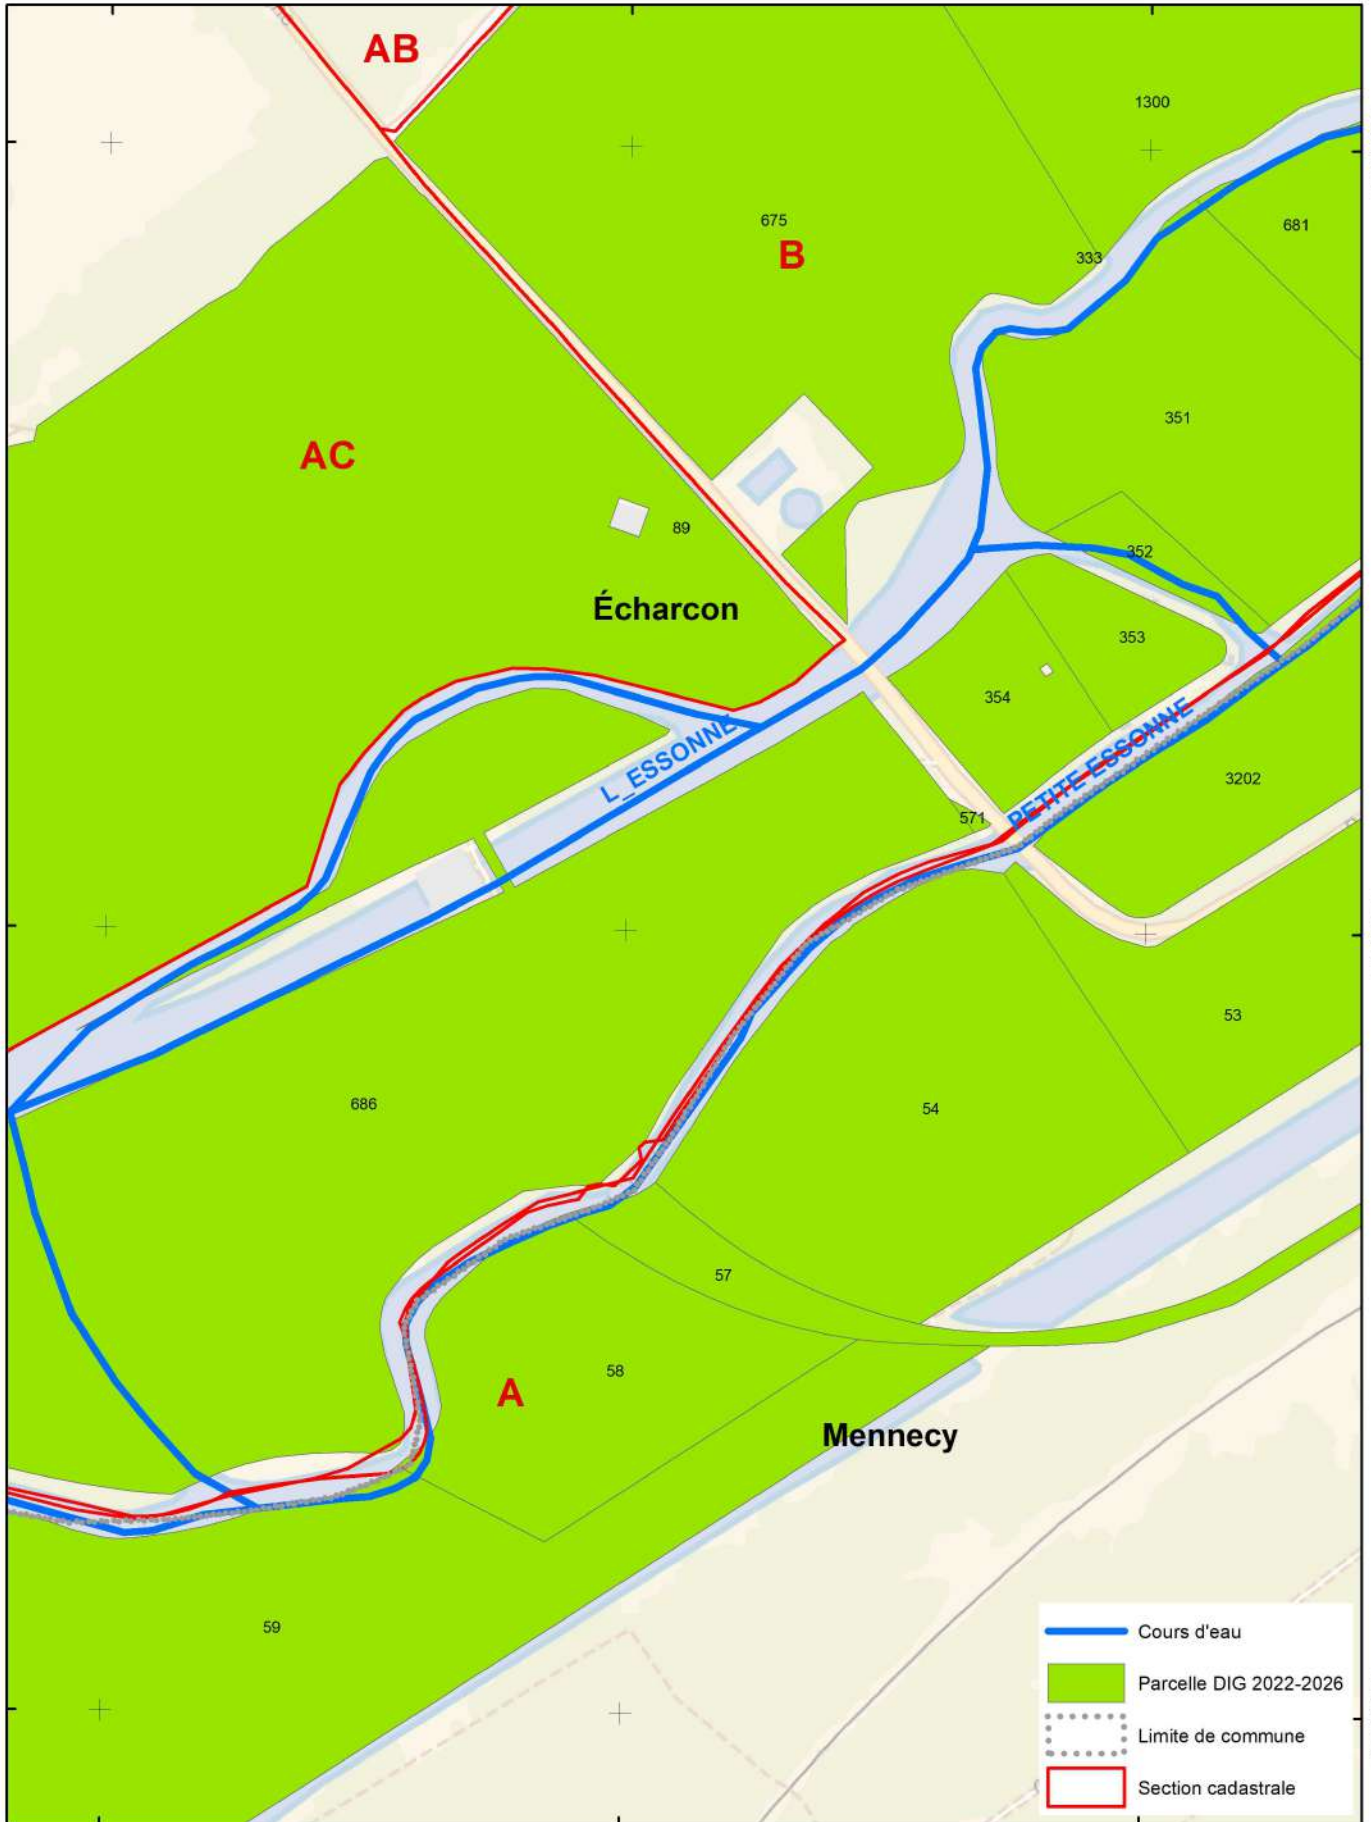 AB
1300
675
681
B
333
351
AC
89
352
Écharcon
353
354
L_ESSONNE
PETITE ESSONNE
3202
571
53
686
54
57
58
A
Mennecy
59
Cours d'eau
Parcelle DIG 2022-2026
Limite de commune
Section cadastrale